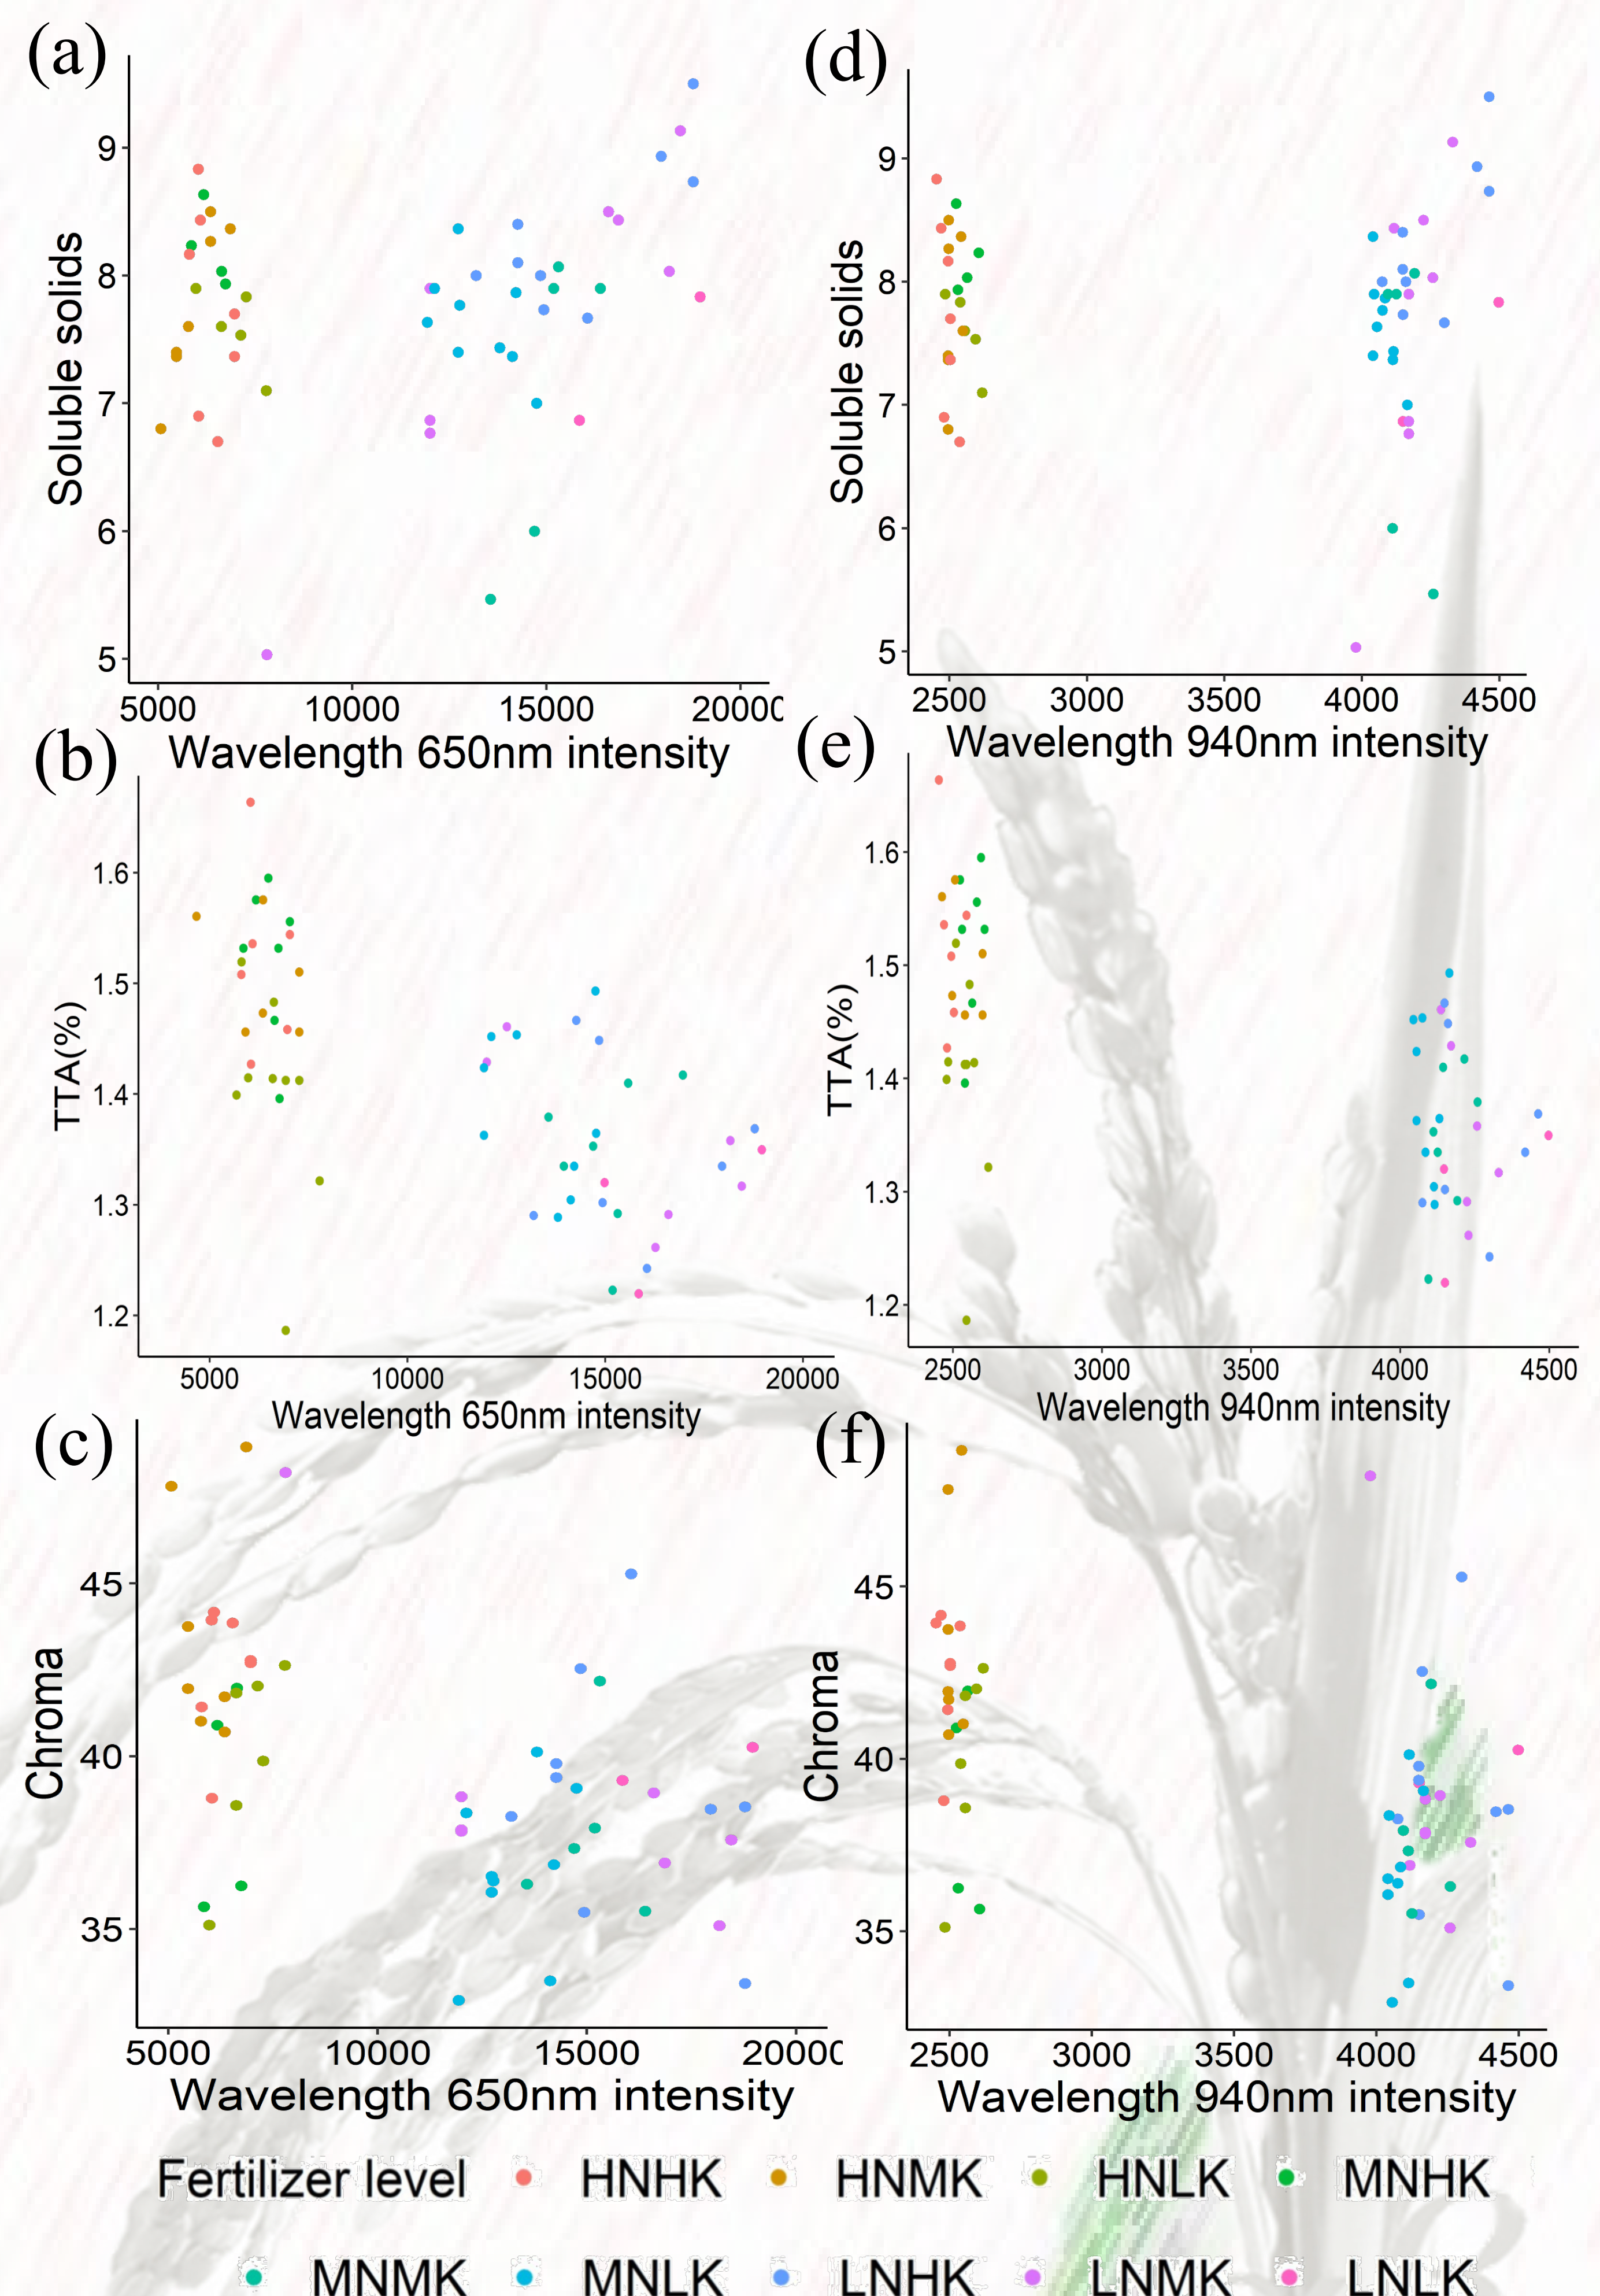 (a)
9
8
7
6
5
Soluble solids
5000 10000 15000 2000
Wavelength 650nm intensity
(d)
9
8
7
6
5
Soluble solids
2500 3000 3500 4000 4500
Wavelength 940nm intensity
(b)
1.6
1.5
1.4
1.3
1.2
TTA(%)
5000 10000 15000 20000
Wavelength 650nm intensity
(e)
1.6
1.5
1.4
1.3
1.2
TTA(%)
2500 3000 3500 4000 4500
Wavelength 940nm intensity
(c)
45
40
35
Chroma
5000 10000 15000 2000
Wavelength 650nm intensity
(f)
45
40
35
Chroma
2500 3000 3500 4000 4500
Wavelength 940nm intensity
Fertilizer level HNHK HNMK HNLK MNHK
MNMK MNLK LNHK LNMK LNLK